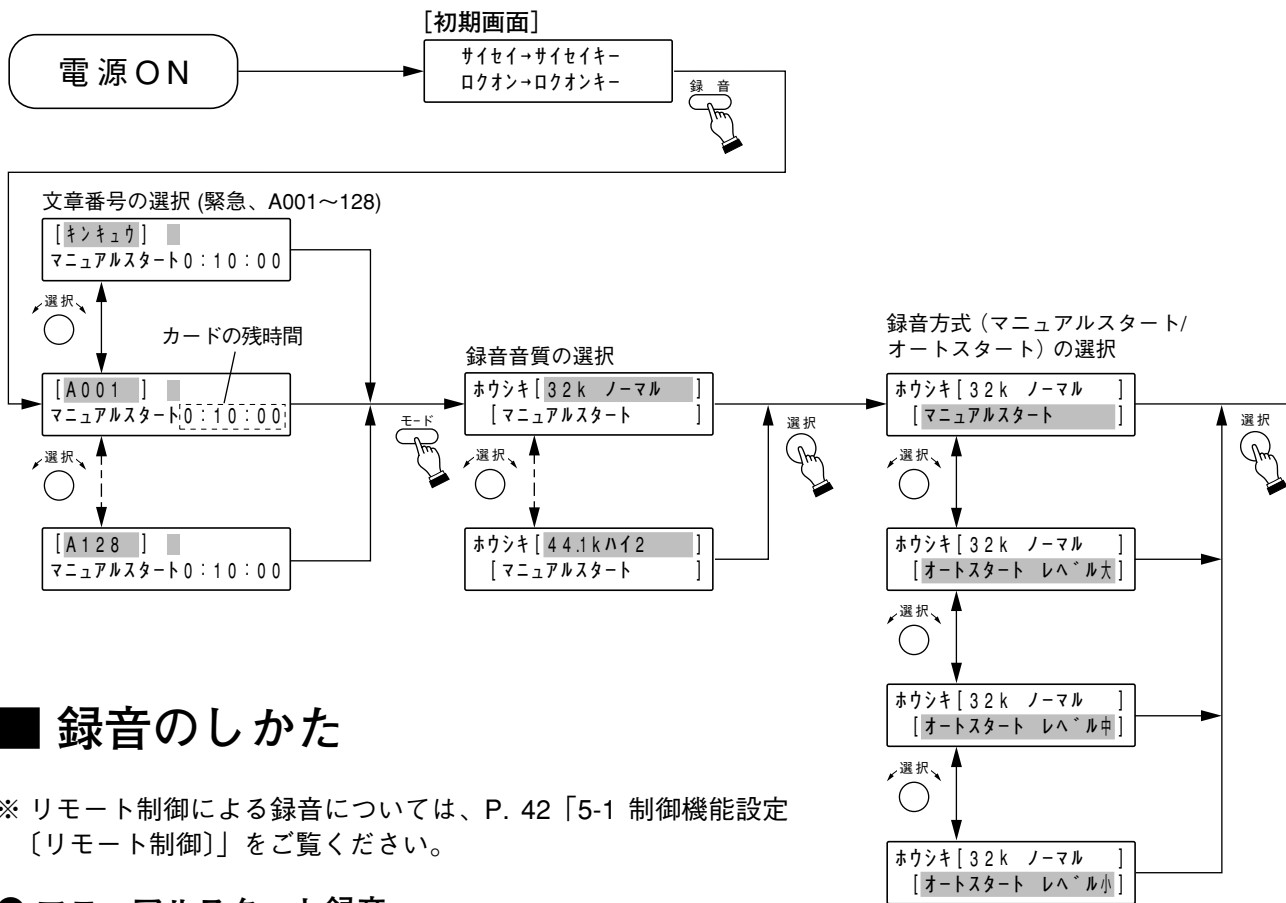 [初期画面]
電源ON
サイセイ→サイセイキー
ロクオン→ロクオンキー
録 音
文章番号の選択 (緊急、A001～128)
[キンキュウ]
マニュアルスタート0:10:00
選択
カードの残時間
[A001 ]
マニュアルスタート0:10:00
選択
[A128 ]
マニュアルスタート0:10:00
モード
録音音質の選択
ホウシキ[32k ノーマル ]
[マニュアルスタート ]
選択
ホウシキ[44.1kハイ2 ]
[マニュアルスタート ]
選択
録音方式（マニュアルスタート/
オートスタート）の選択
ホウシキ[32k ノーマル ]
[マニュアルスタート ]
選択
選択
ホウシキ[32k ノーマル ]
[オートスタート レベル大]
選択
ホウシキ[32k ノーマル ]
[オートスタート レベル中]
選択
ホウシキ[32k ノーマル ]
[オートスタート レベル小]
■ 録音のしかた
※ リモート制御による録音については、P. 42「5-1 制御機能設定
〔リモート制御〕」をご覧ください。